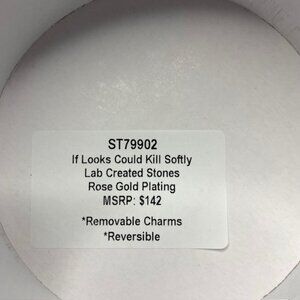 ST79902
If Looks Could Kill Softly
Lab Created Stones
Rose Gold Plating
MSRP: $142
*Removable Charms
*Reversible